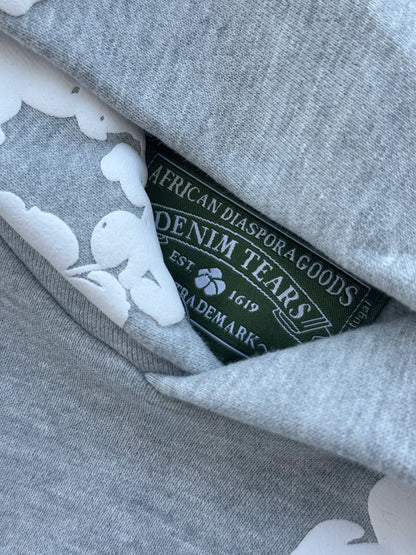 AFRICAN DIASPORA GOODS
DENIM TEARS
EST. 1619
TRADEMARK